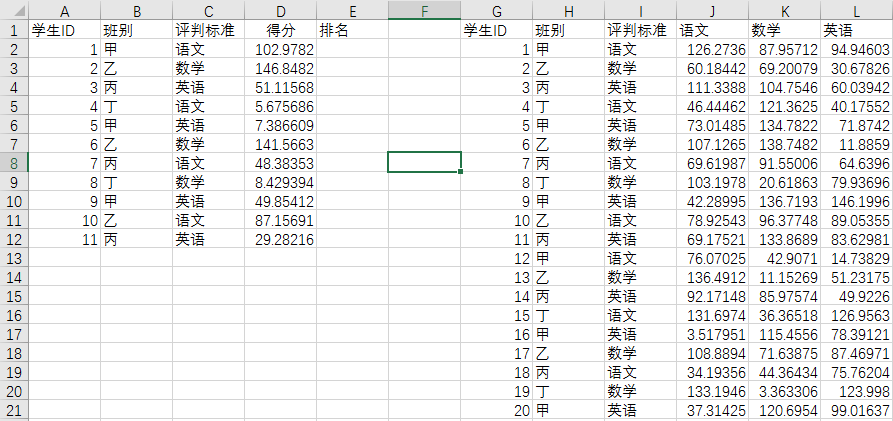 A B C D E F G H I J K L
1 学生ID 班别 评判标准 得分 排名 学生ID 班别 评判标准 语文 数学 英语
2 1 甲 语文 102.9782 1 甲 语文 126.2736 87.95712 94.94603
3 2 乙 数学 146.8482 2 乙 数学 60.18442 69.20079 30.67826
4 3 丙 英语 51.11568 3 丙 英语 111.3388 104.7546 60.03942
5 4 丁 语文 5.675686 4 丁 语文 46.44462 121.3625 40.17552
6 5 甲 英语 7.386609 5 甲 英语 73.01485 134.7822 71.8742
7 6 乙 数学 141.5663 6 乙 数学 107.1265 138.7482 11.8859
8 7 丙 语文 48.38353 7 丙 语文 69.61987 91.55006 64.6396
9 8 丁 数学 8.429394 8 丁 数学 103.1978 20.61863 79.93696
10 9 甲 英语 49.85412 9 甲 英语 42.28995 136.7193 146.1996
11 10 乙 语文 87.15691 10 乙 语文 78.92543 96.37748 89.05355
12 11 丙 英语 29.28216 11 丙 英语 69.17521 133.8689 83.62981
13 12 甲 语文 76.07025 42.9071 14.73829
14 13 乙 数学 136.4912 11.15269 51.23175
15 14 丙 英语 92.17148 85.97574 49.9226
16 15 丁 语文 131.6974 36.36518 126.9563
17 16 甲 英语 3.517951 115.4556 78.39121
18 17 乙 数学 108.8894 71.63875 87.46971
19 18 丙 语文 34.19356 44.36434 75.76204
20 19 丁 数学 133.1946 3.363306 123.998
21 20 甲 英语 37.31425 120.6954 99.01637